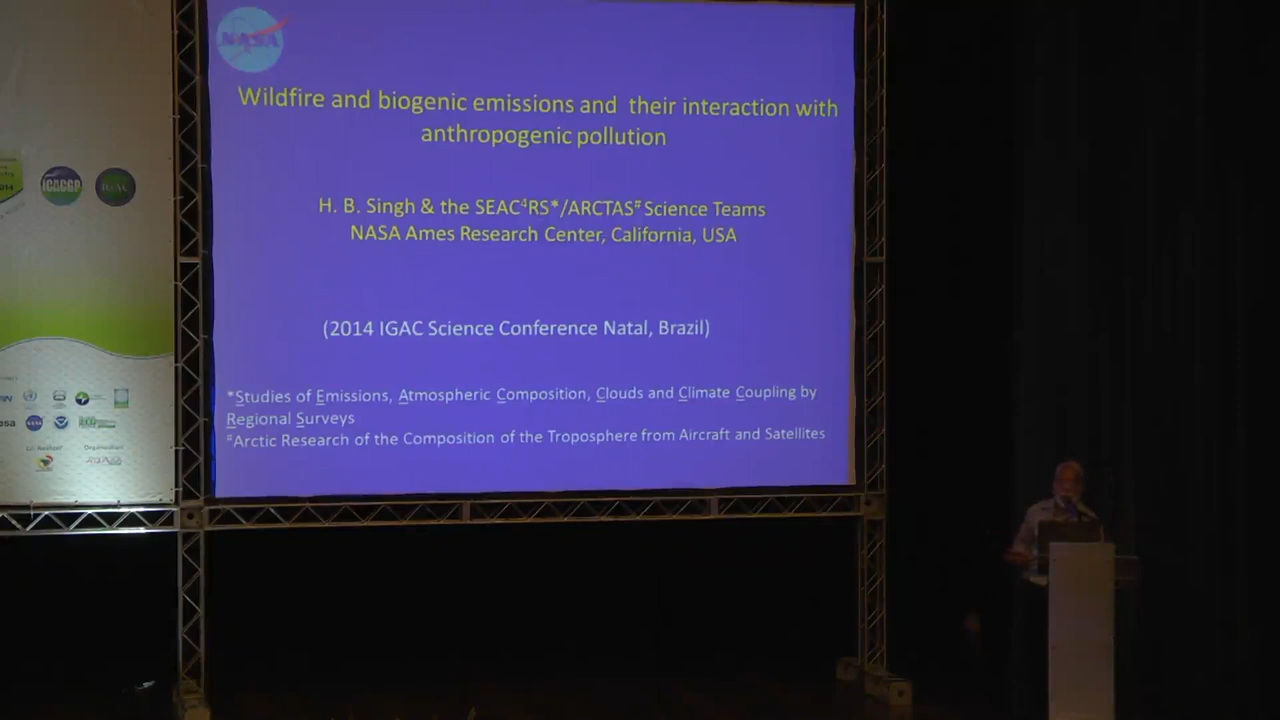 NASA
Wildfire and biogenic emissions and their interaction with
anthropogenic pollution
H. B. Singh & the SEAC⁴RS*/ARCTAS# Science Teams
NASA Ames Research Center, California, USA
(2014 IGAC Science Conference Natal, Brazil)
*Studies of Emissions, Atmospheric Composition, Clouds and Climate Coupling by
Regional Surveys
#Arctic Research of the Composition of the Troposphere from Aircraft and Satellites
iCACGP